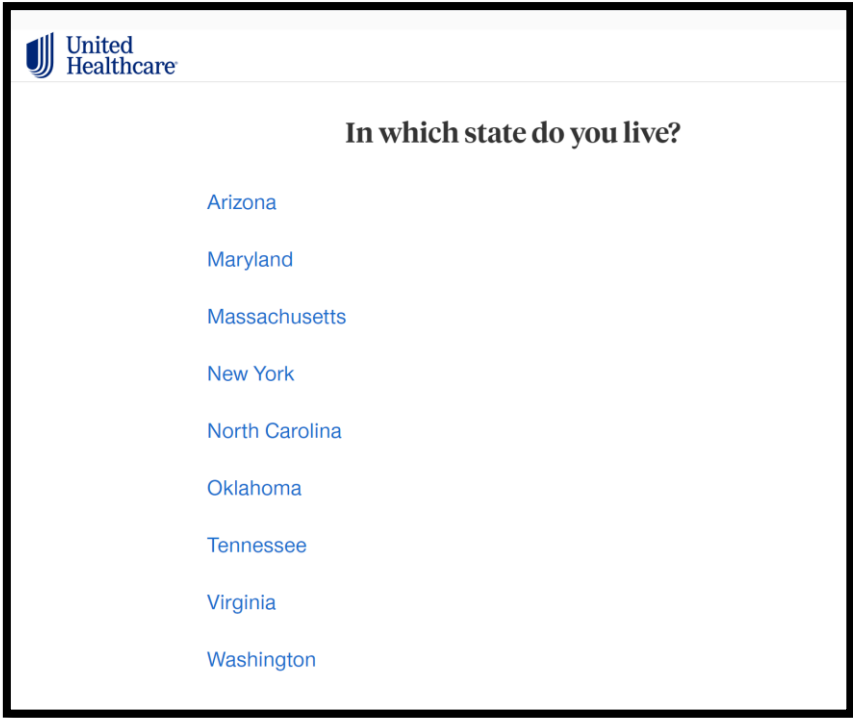 United
Healthcare
In which state do you live?
Arizona
Maryland
Massachusetts
New York
North Carolina
Oklahoma
Tennessee
Virginia
Washington